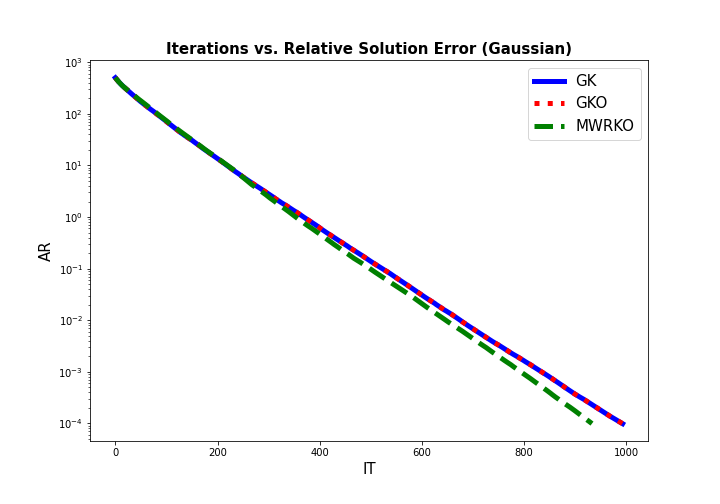 Iterations vs. Relative Solution Error (Gaussian)
GK
GKO
MWRKO
AR
10³
10²
10¹
10⁰
10⁻¹
10⁻²
10⁻³
10⁻⁴
0 200 400 600 800 1000
IT